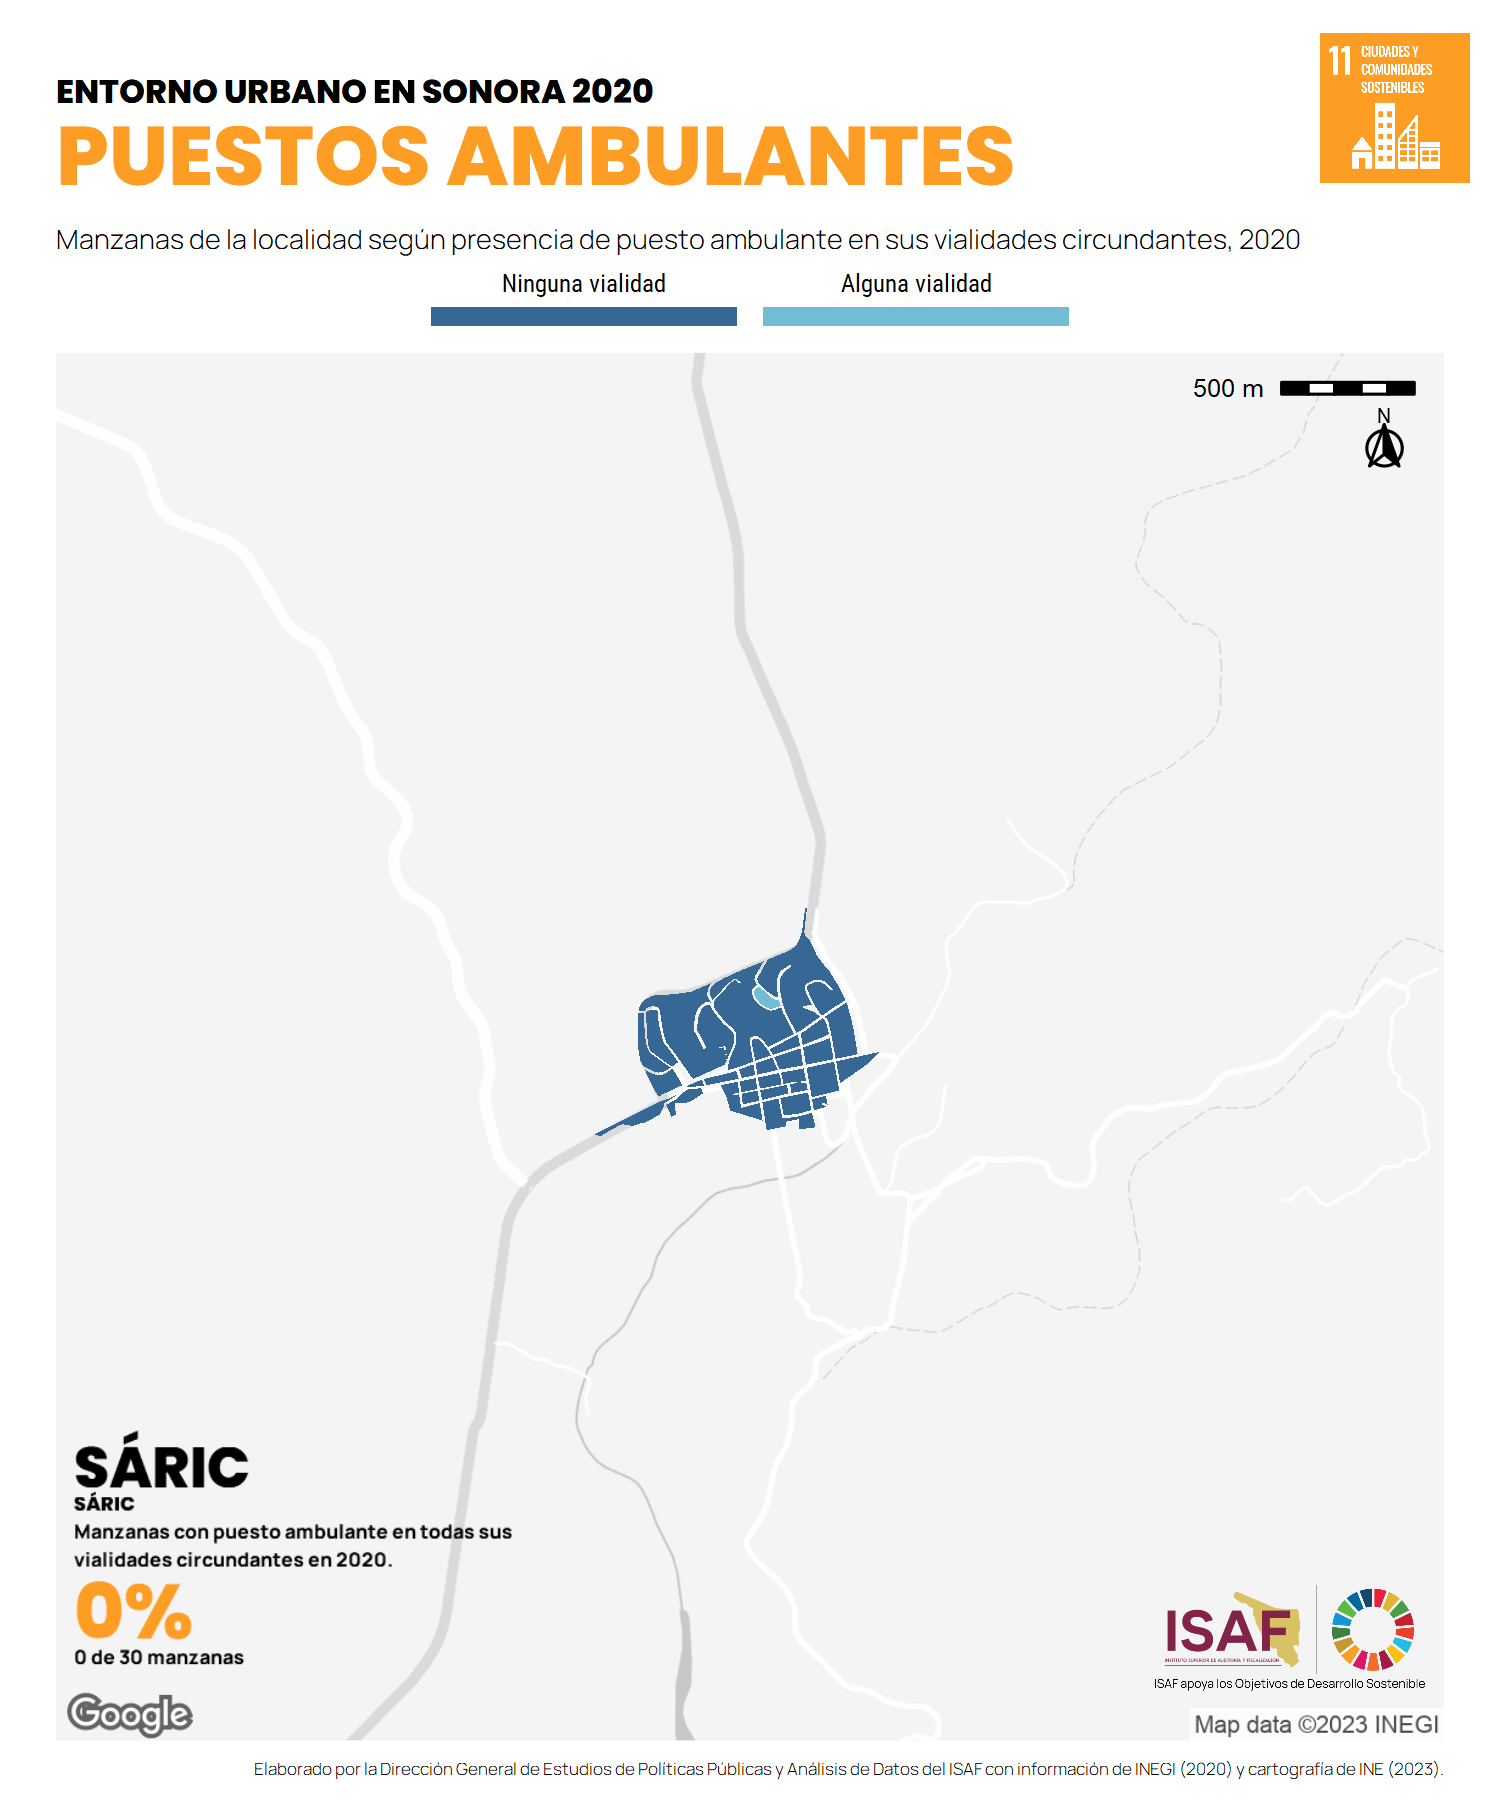 ENTORNO URBANO EN SONORA 2020
PUESTOS AMBULANTES
11 CIUDADES Y
COMUNIDADES
SOSTENIBLES
Manzanas de la localidad según presencia de puesto ambulante en sus vialidades circundantes, 2020
Ninguna vialidad
Alguna vialidad
500 m
N
SÁRIC
SÁRIC
Manzanas con puesto ambulante en todas sus
vialidades circundantes en 2020.
0%
0 de 30 manzanas
Google
ISAF
INSTITUTO SUPERIOR DE AUDITORÍA Y FISCALIZACIÓN
ISAF apoya los Objetivos de Desarrollo Sostenible
Map data ©2023 INEGI
Elaborado por la Dirección General de Estudios de Políticas Públicas y Análisis de Datos del ISAF con información de INEGI (2020) y cartografía de INE (2023).